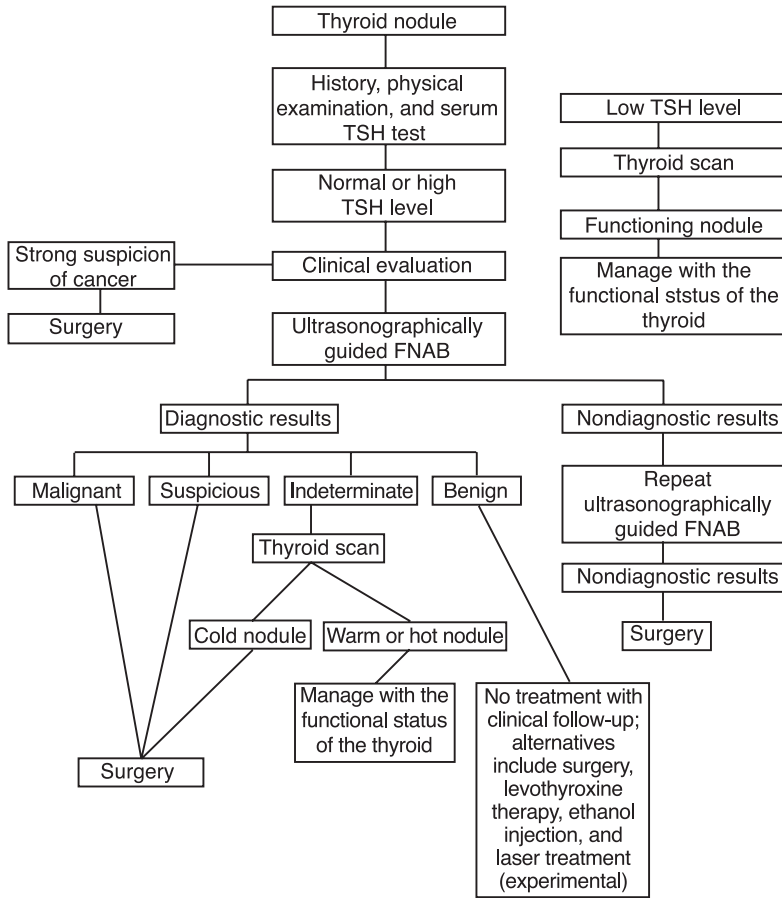 Thyroid nodule
History, physical
examination, and serum
TSH test
Normal or high
TSH level
Clinical evaluation
Strong suspicion
of cancer
Surgery
Ultrasonographically
guided FNAB
Low TSH level
Thyroid scan
Functioning nodule
Manage with the
functional ststus of the
thyroid
Diagnostic results
Malignant
Suspicious
Indeterminate
Benign
Thyroid scan
Cold nodule
Warm or hot nodule
Manage with the
functional status
of the thyroid
Surgery
No treatment with
clinical follow-up;
alternatives
include surgery,
levothyroxine
therapy, ethanol
injection, and
laser treatment
(experimental)
Nondiagnostic results
Repeat
ultrasonographically
guided FNAB
Nondiagnostic results
Surgery